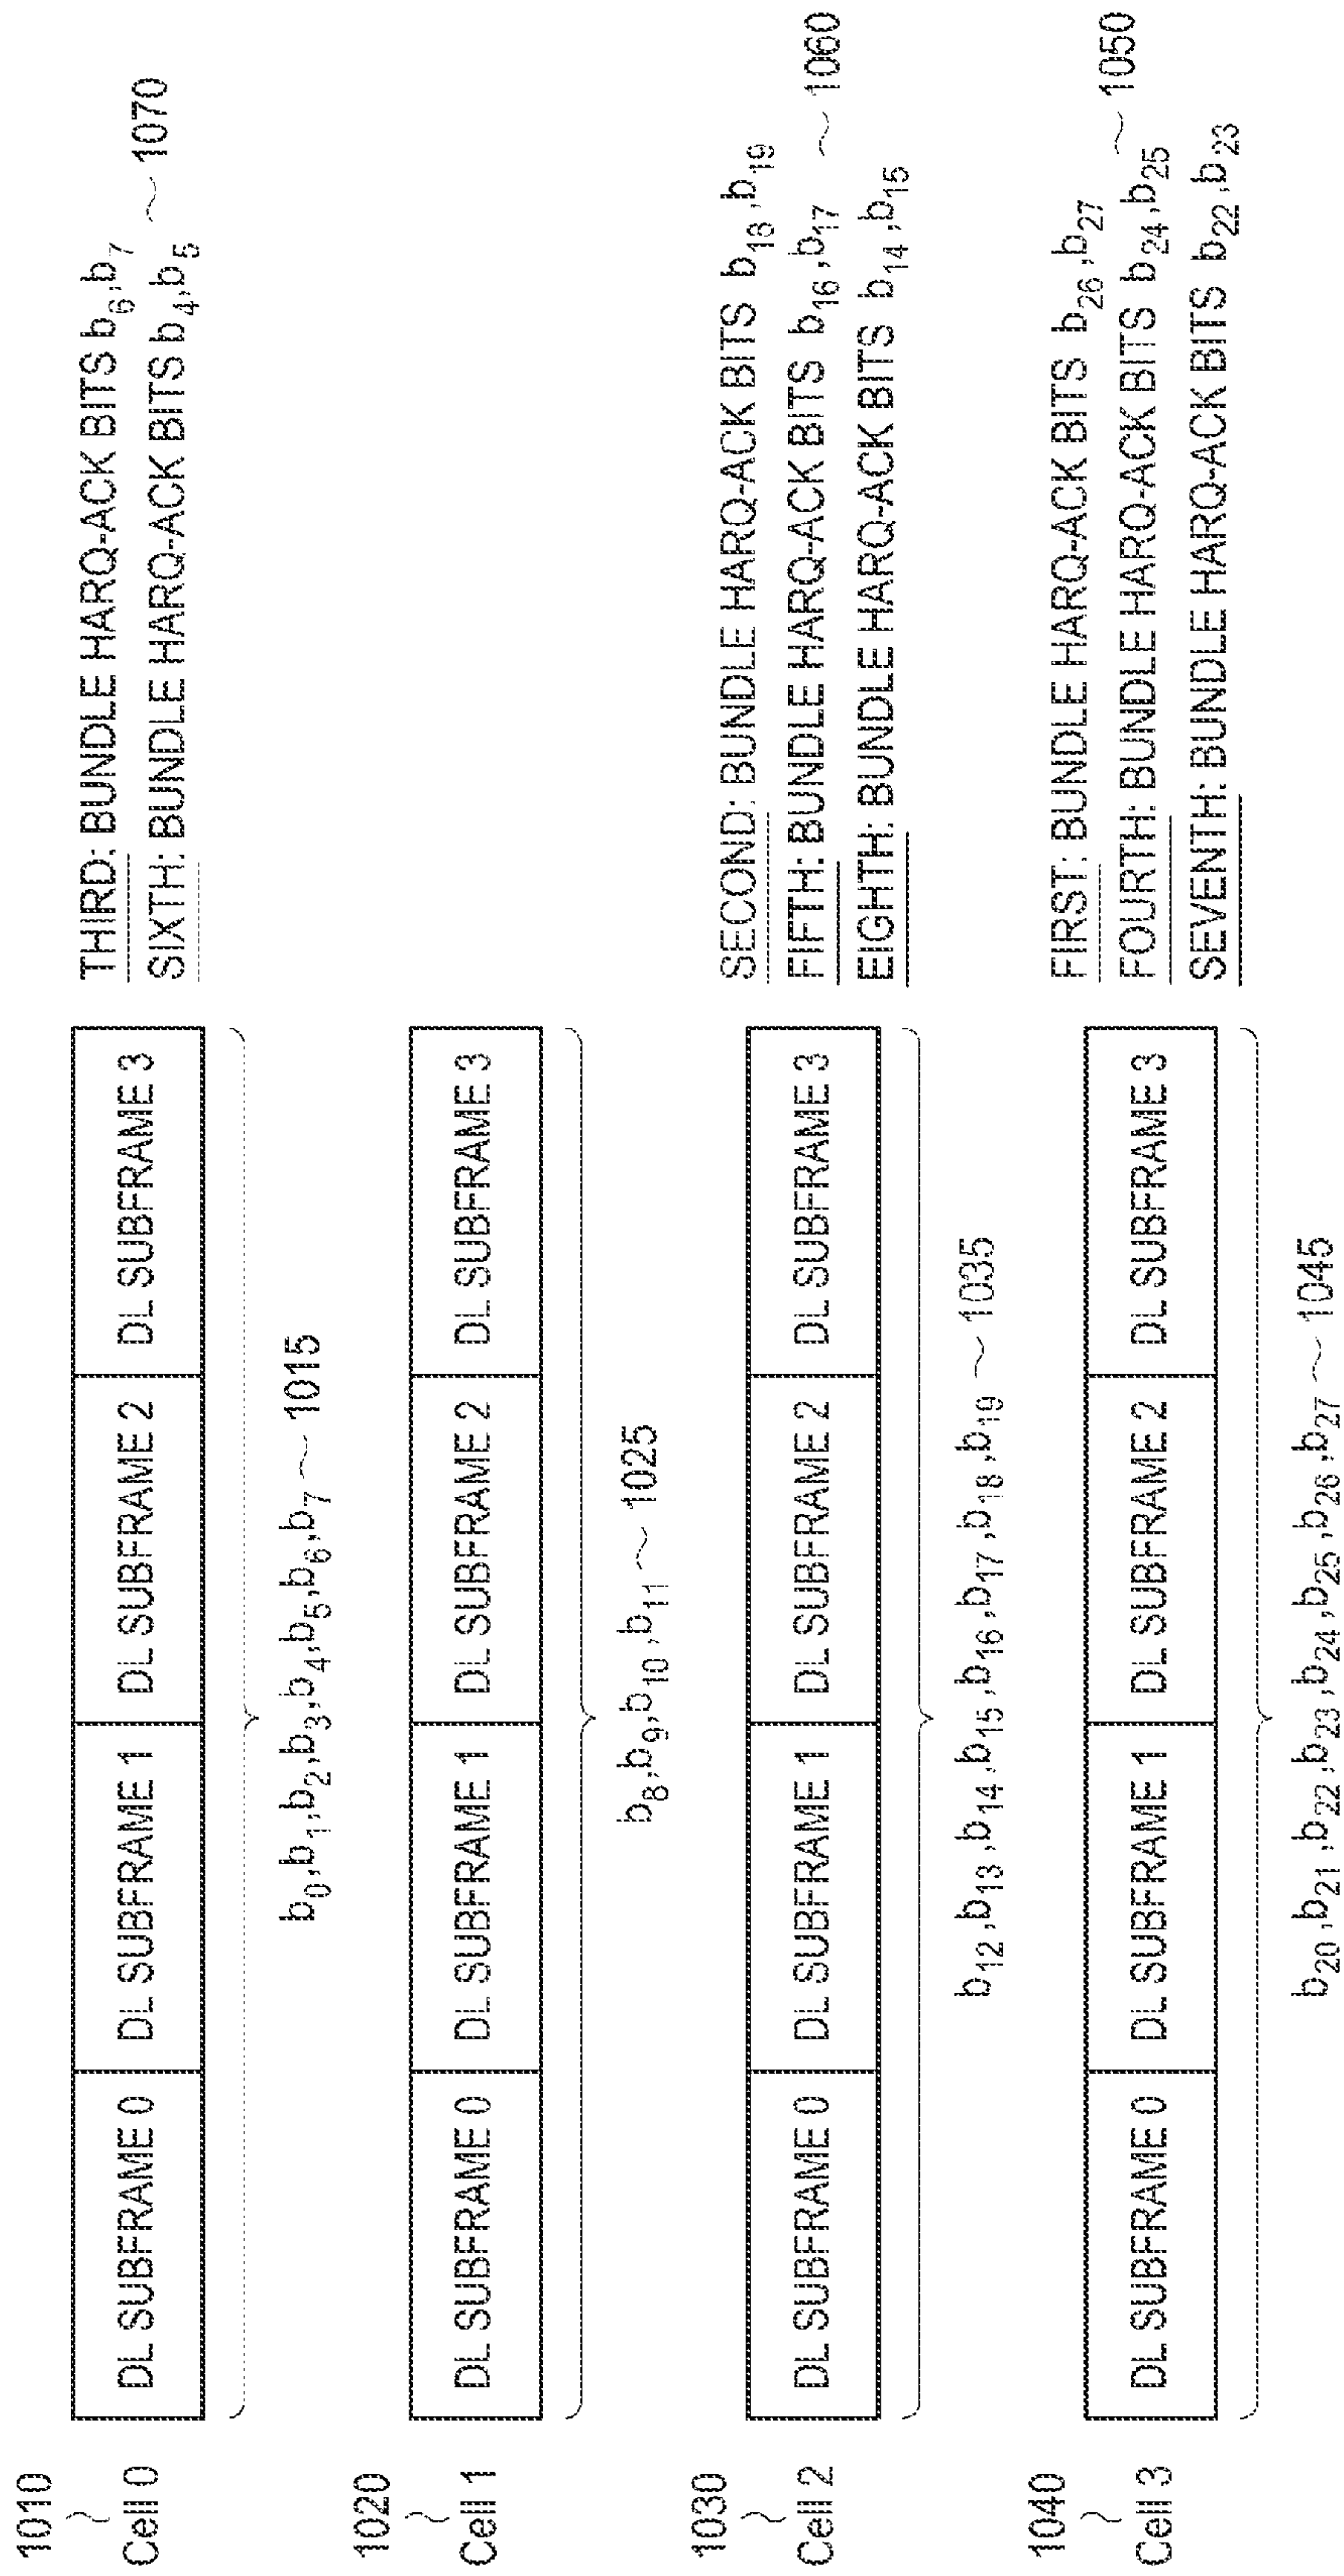 1010
Cell 0
DL SUBFRAME 0 DL SUBFRAME 1 DL SUBFRAME 2 DL SUBFRAME 3
THIRD: BUNDLE HARQ-ACK BITS b6,b7
SIXTH: BUNDLE HARQ-ACK BITS b4,b5 ~ 1070
b0,b1,b2,b3,b4,b5,b6,b7 ~ 1015
1020
Cell 1
DL SUBFRAME 0 DL SUBFRAME 1 DL SUBFRAME 2 DL SUBFRAME 3
b8,b9,b10,b11 ~ 1025
1030
Cell 2
DL SUBFRAME 0 DL SUBFRAME 1 DL SUBFRAME 2 DL SUBFRAME 3
SECOND: BUNDLE HARQ-ACK BITS b18,b19
FIFTH: BUNDLE HARQ-ACK BITS b16,b17 ~ 1060
EIGHTH: BUNDLE HARQ-ACK BITS b14,b15
b12,b13,b14,b15,b16,b17,b18,b19 ~ 1035
1040
Cell 3
DL SUBFRAME 0 DL SUBFRAME 1 DL SUBFRAME 2 DL SUBFRAME 3
FIRST: BUNDLE HARQ-ACK BITS b26,b27
FOURTH: BUNDLE HARQ-ACK BITS b24,b25 ~ 1050
SEVENTH: BUNDLE HARQ-ACK BITS b22,b23
b20,b21,b22,b23,b24,b25,b26,b27 ~ 1045